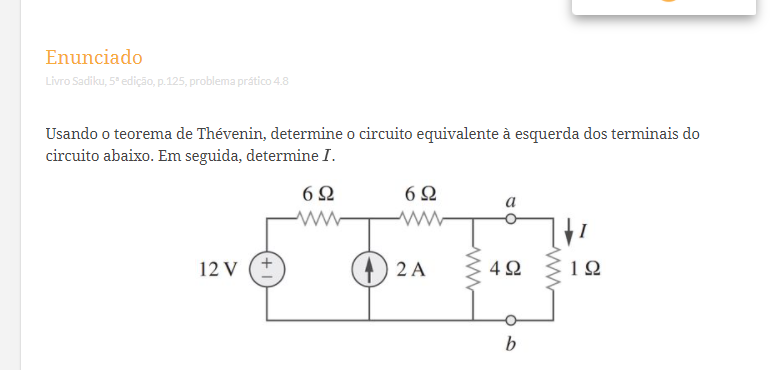 Enunciado
Livro Sadiku, 5ª edição, p.125, problema prático 4.8
Usando o teorema de Thévenin, determine o circuito equivalente à esquerda dos terminais do
circuito abaixo. Em seguida, determine I.
6 Ω 6 Ω
a
I
12 V + − 2 A 4 Ω 1 Ω
b